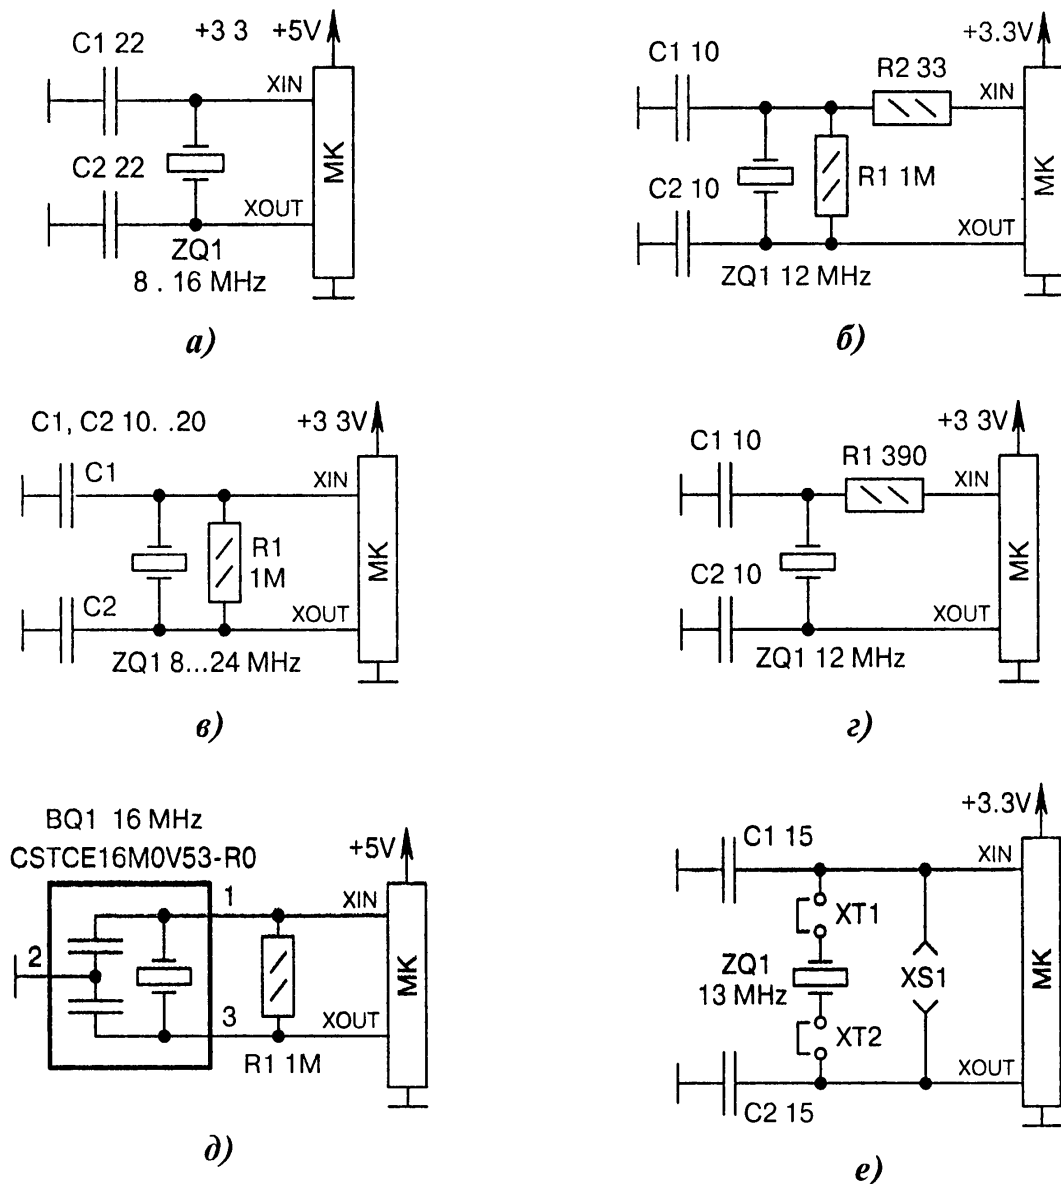 C1 22
+3 3 +5V
XIN
MK
C2 22
XOUT
ZQ1
8 . 16 MHz
а)
+3.3V
C1 10
R2 33
XIN
MK
R1 1M
C2 10
XOUT
ZQ1 12 MHz
б)
C1, C2 10. .20
+3 3V
C1
XIN
R1
1M
MK
C2
XOUT
ZQ1 8...24 MHz
в)
+3 3V
C1 10
R1 390
XIN
MK
C2 10
XOUT
ZQ1 12 MHz
г)
BQ1 16 MHz
CSTCE16M0V53-R0
+5V
1
XIN
2
MK
3
XOUT
R1 1M
д)
+3.3V
C1 15
XIN
XT1
ZQ1
13 MHz
XS1
MK
XT2
XOUT
C2 15
е)